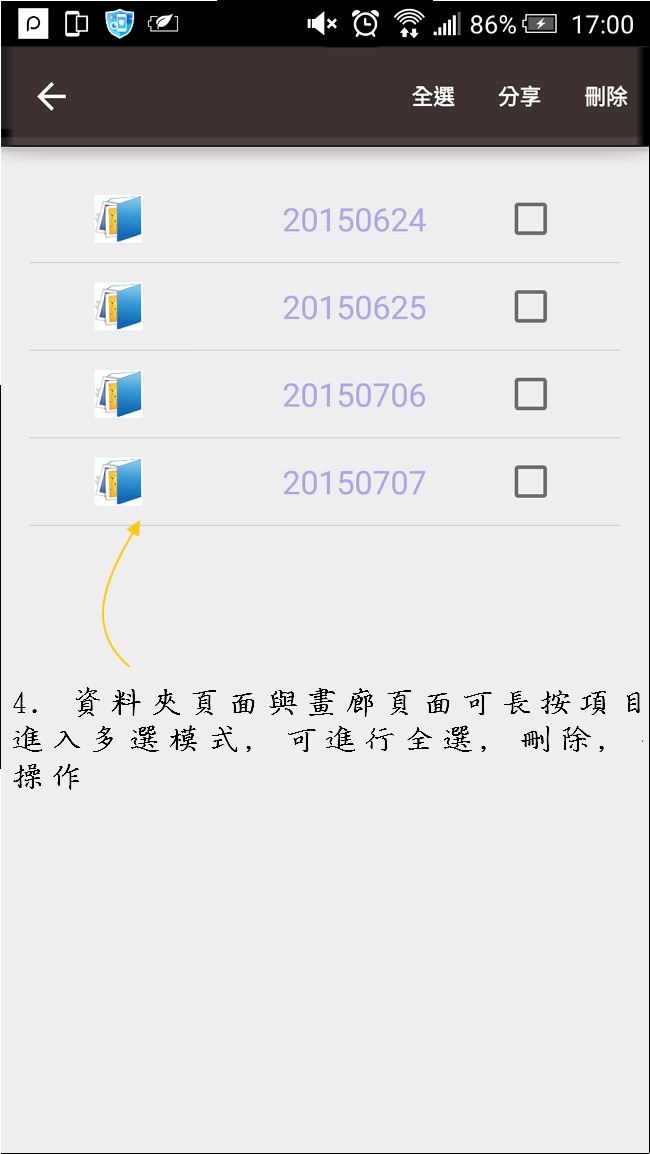 86% 17:00
全選 分享 刪除
20150624
20150625
20150706
20150707
4. 資料夾頁面與畫廊頁面可長按項目
進入多選模式, 可進行全選, 刪除,
操作